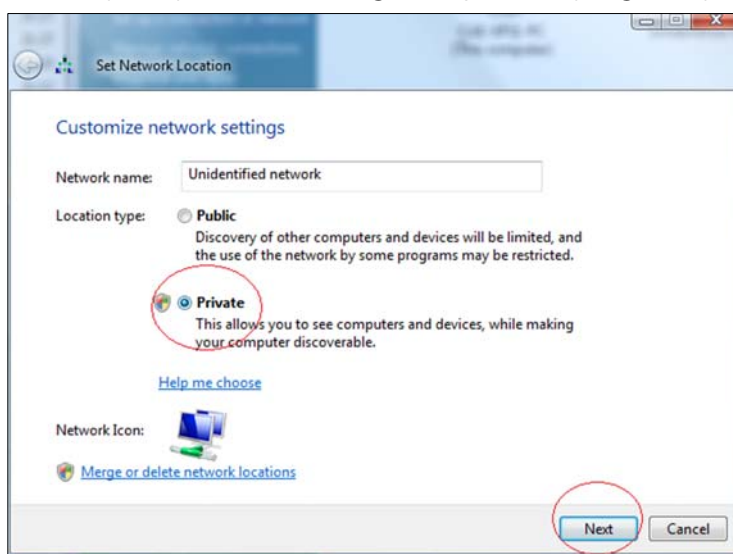 Set Network Location
Customize network settings
Network name: Unidentified network
Location type: Public
Discovery of other computers and devices will be limited, and
the use of the network by some programs may be restricted.
Private
This allows you to see computers and devices, while making
your computer discoverable.
Help me choose
Network Icon:
Merge or delete network locations
Next Cancel